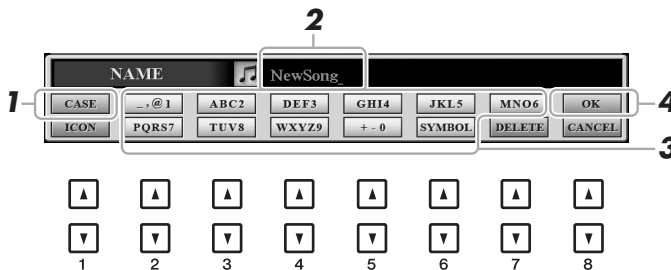 2
NAME NewSong_
1 CASE _,@1 ABC2 DEF3 GHI4 JKL5 MNO6 OK 4
ICON PQRS7 TUV8 WXYZ9 + - 0 SYMBOL DELETE CANCEL
3
1 2 3 4 5 6 7 8